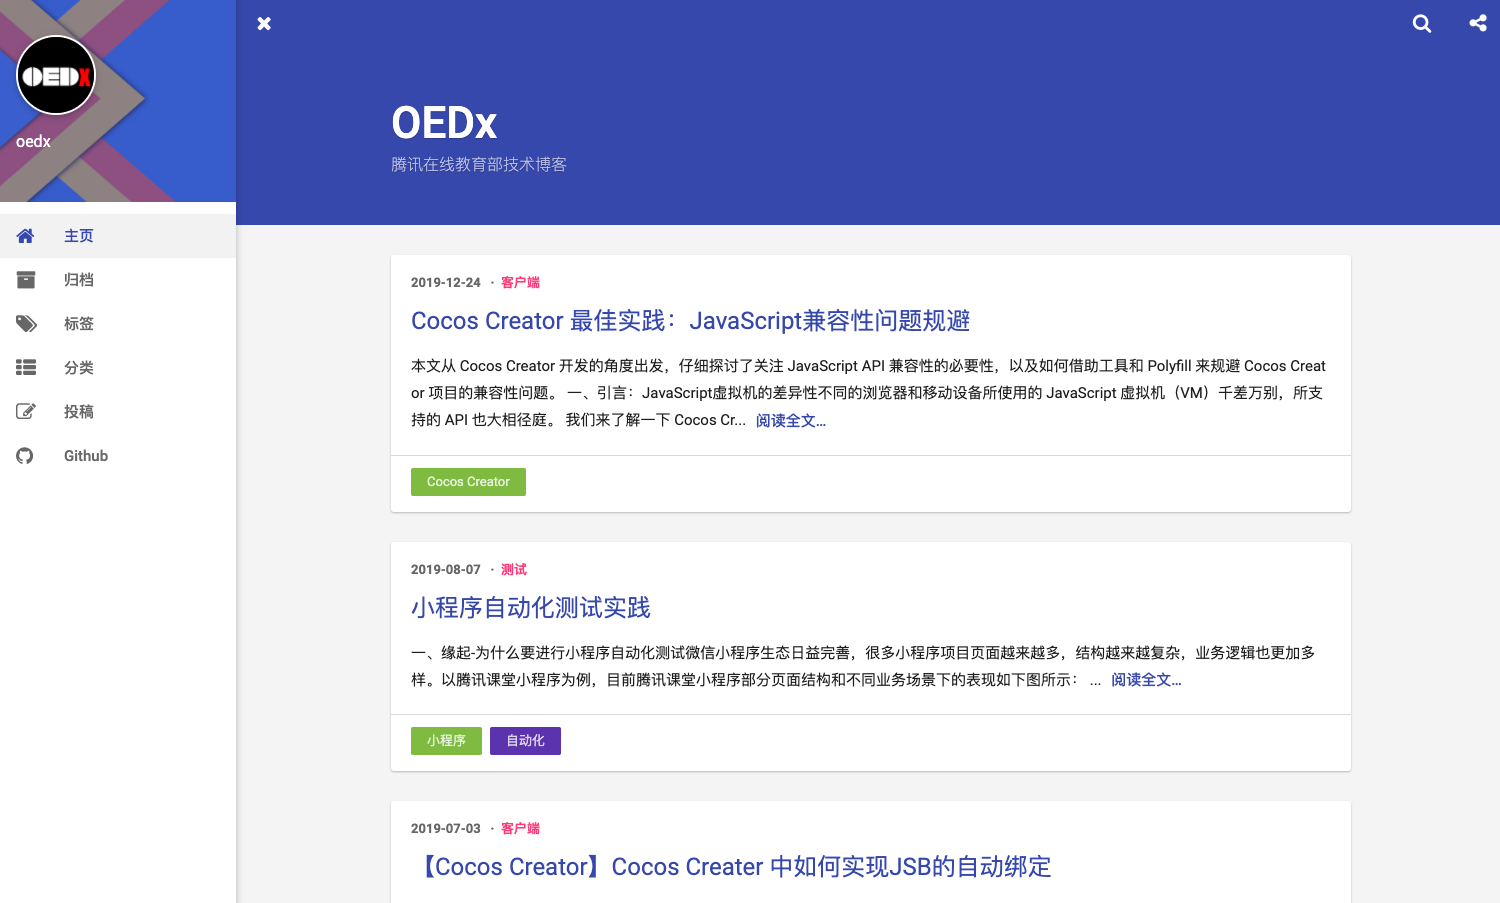 OEDX
oedx
主页
归档
标签
分类
投稿
Github
OEDx
腾讯在线教育部技术博客
2019-12-24 · 客户端
Cocos Creator 最佳实践：JavaScript兼容性问题规避
本文从 Cocos Creator 开发的角度出发，仔细探讨了关注 JavaScript API 兼容性的必要性，以及如何借助工具和 Polyfill 来规避 Cocos Creat
or 项目的兼容性问题。 一、引言：JavaScript虚拟机的差异性不同的浏览器和移动设备所使用的 JavaScript 虚拟机（VM）千差万别，所支
持的 API 也大相径庭。 我们来了解一下 Cocos Cr... 阅读全文...
Cocos Creator
2019-08-07 · 测试
小程序自动化测试实践
一、缘起-为什么要进行小程序自动化测试微信小程序生态日益完善，很多小程序项目页面越来越多，结构越来越复杂，业务逻辑也更加多
样。以腾讯课堂小程序为例，目前腾讯课堂小程序部分页面结构和不同业务场景下的表现如下图所示： ... 阅读全文...
小程序 自动化
2019-07-03 · 客户端
【Cocos Creator】Cocos Creater 中如何实现JSB的自动绑定